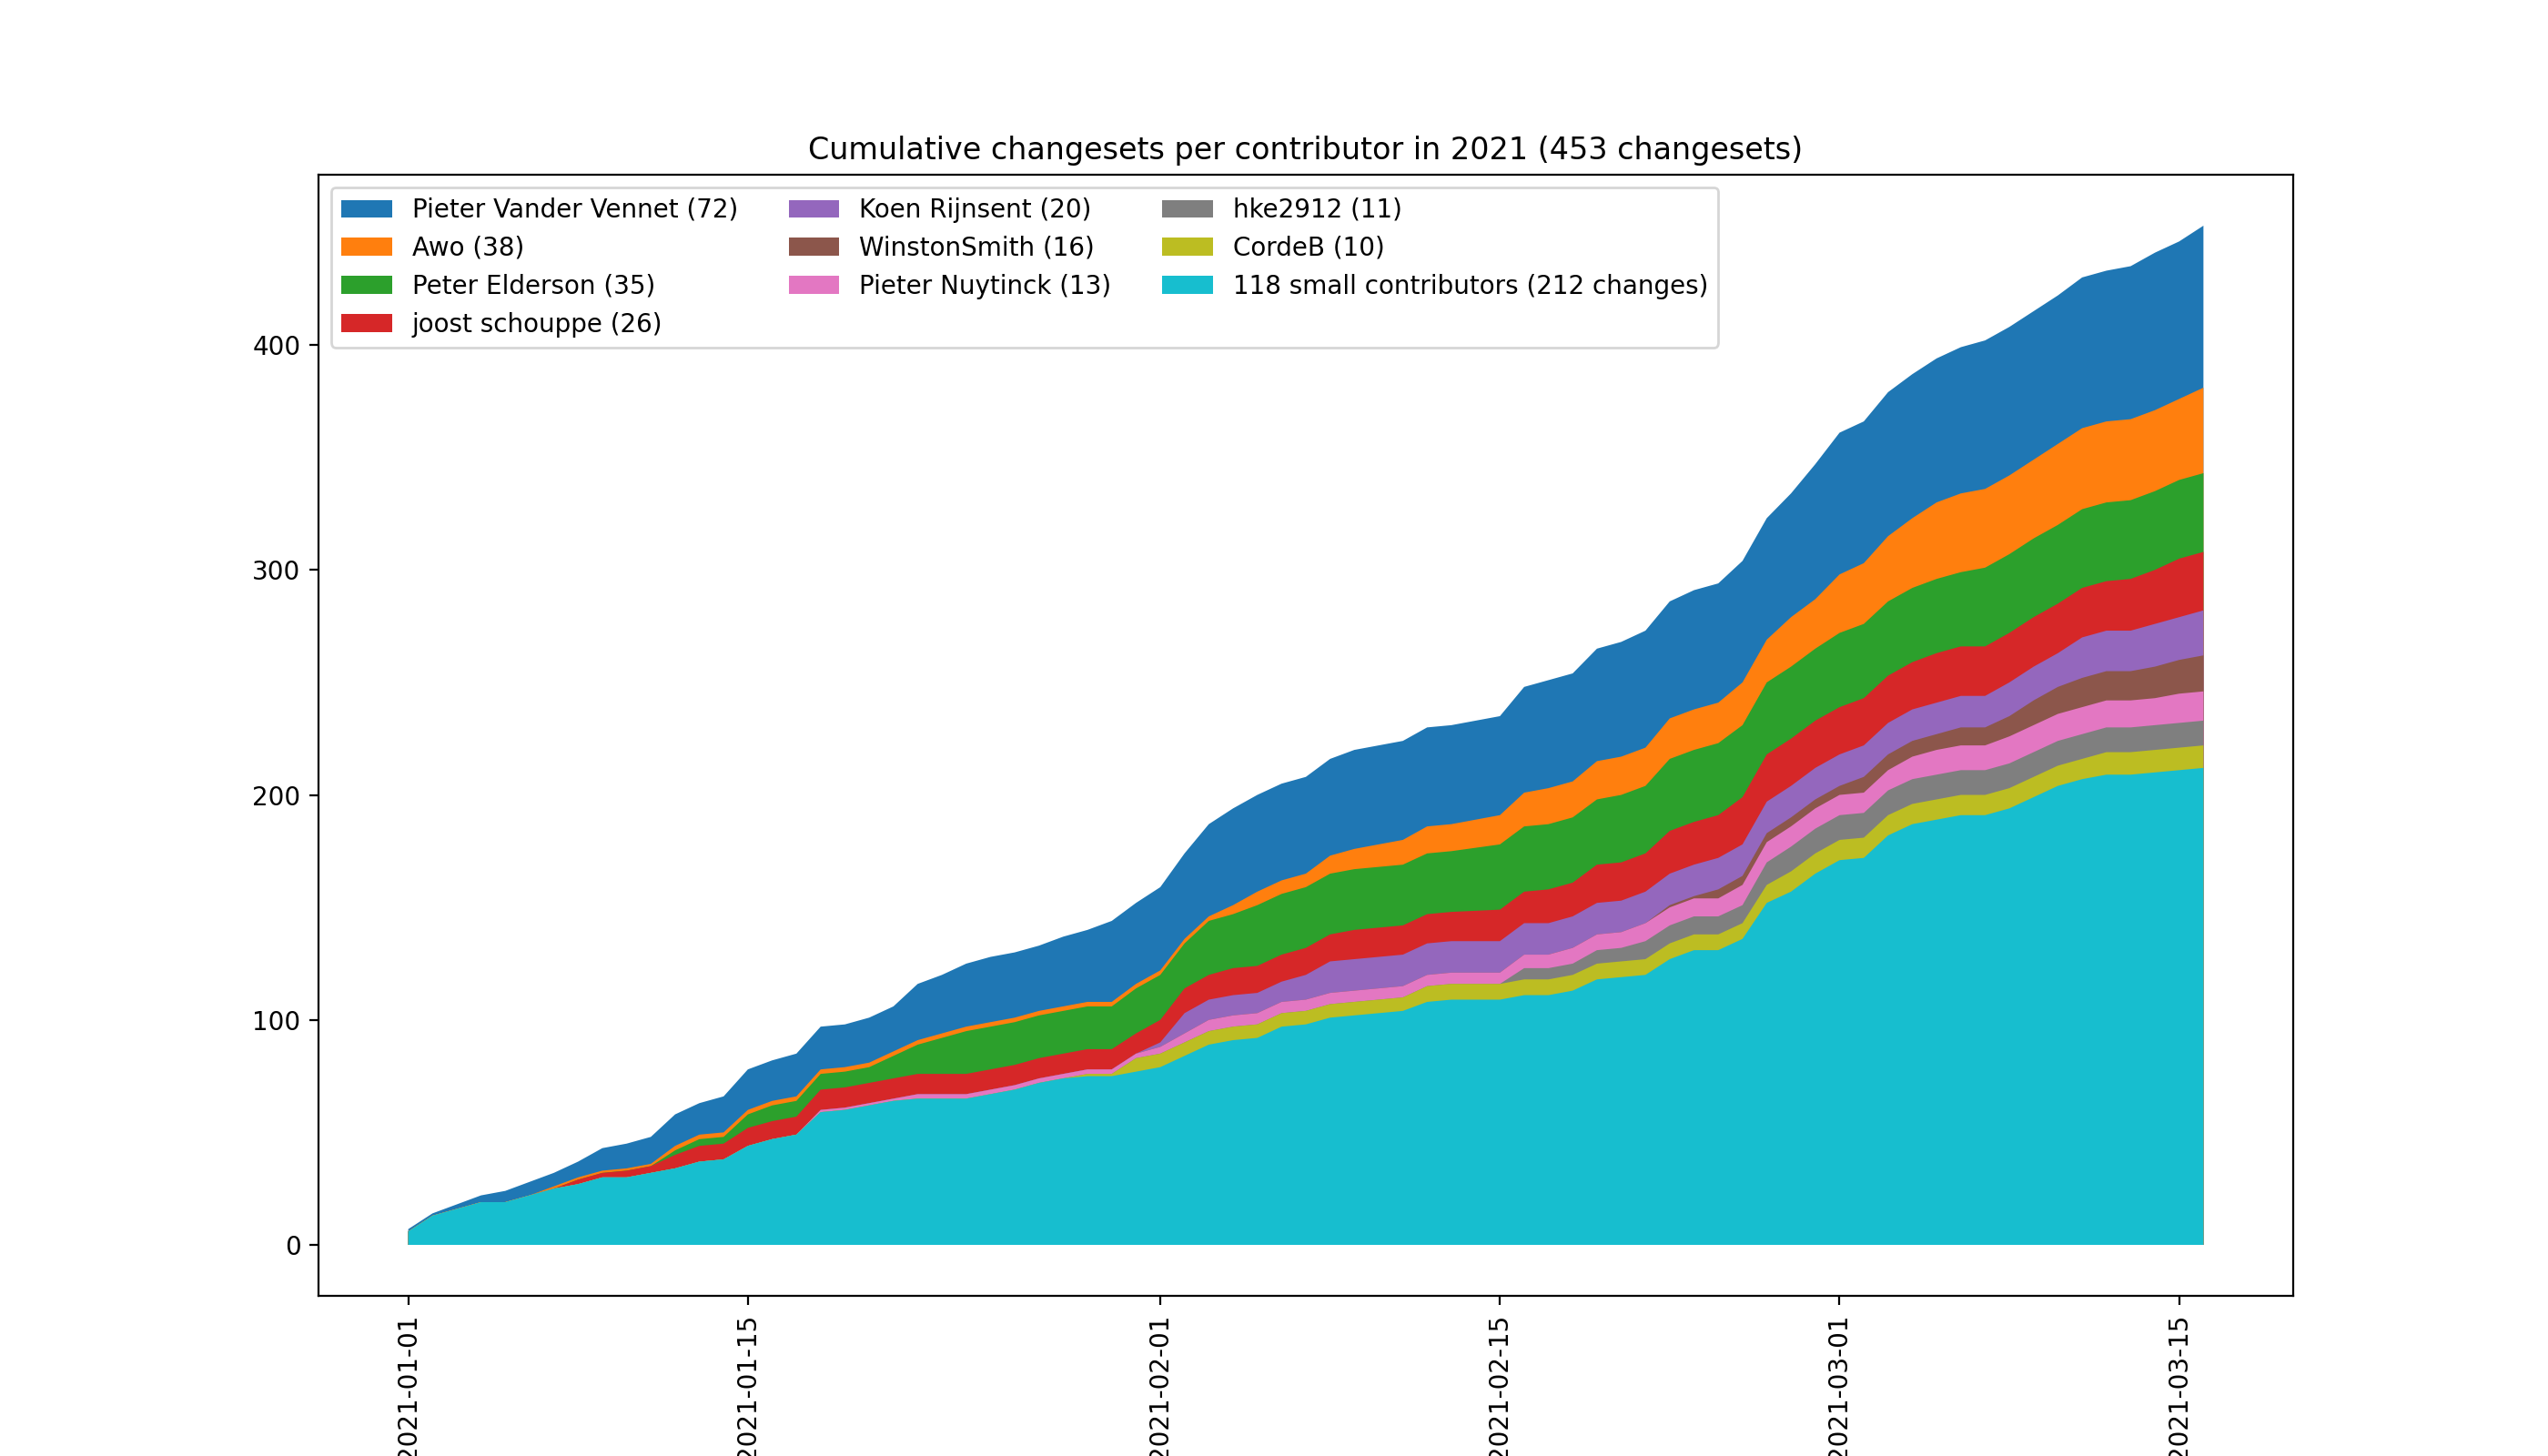 Cumulative changesets per contributor in 2021 (453 changesets)
Pieter Vander Vennet (72)
Awo (38)
Peter Elderson (35)
joost schouppe (26)
Koen Rijnsent (20)
WinstonSmith (16)
Pieter Nuytinck (13)
hke2912 (11)
CordeB (10)
118 small contributors (212 changes)
400
300
200
100
0
2021-01-01
2021-01-15
2021-02-01
2021-02-15
2021-03-01
2021-03-15